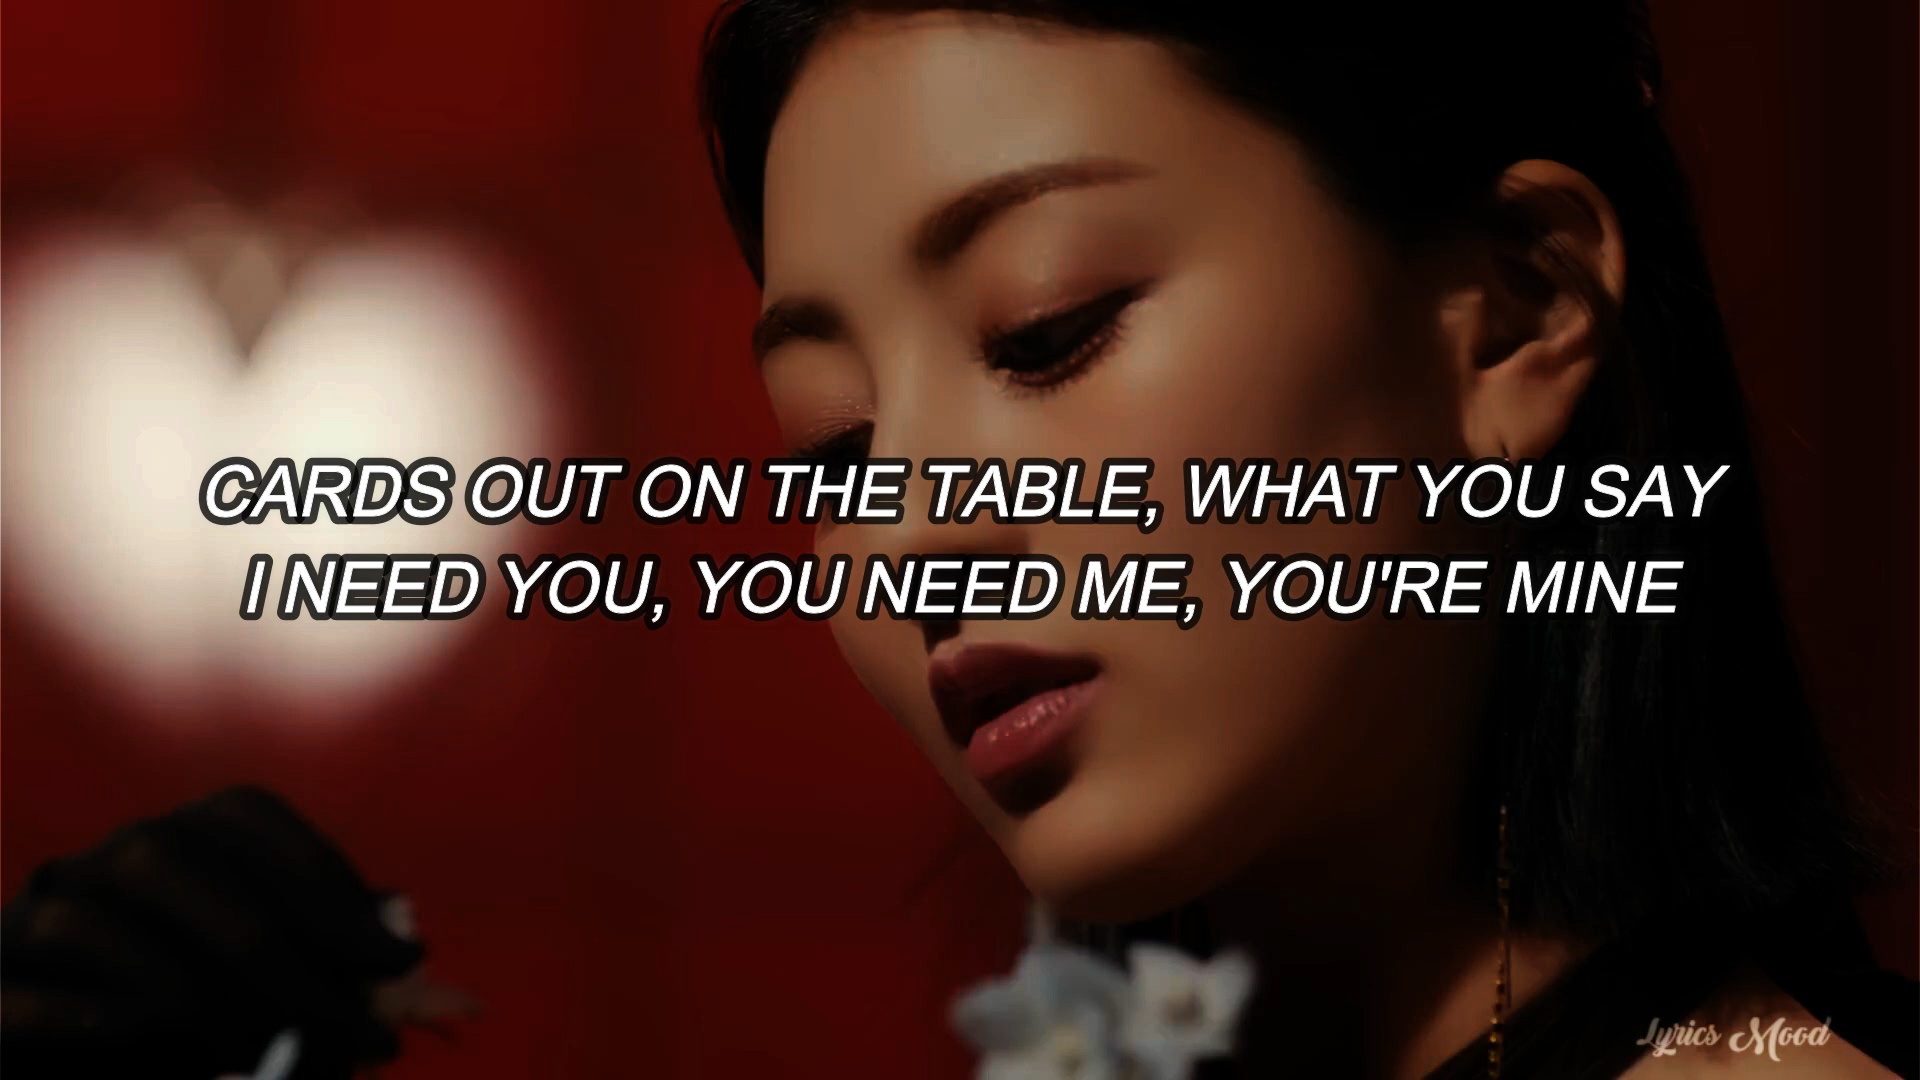 CARDS OUT ON THE TABLE, WHAT YOU SAY
I NEED YOU, YOU NEED ME, YOU'RE MINE
Lyrics Mood